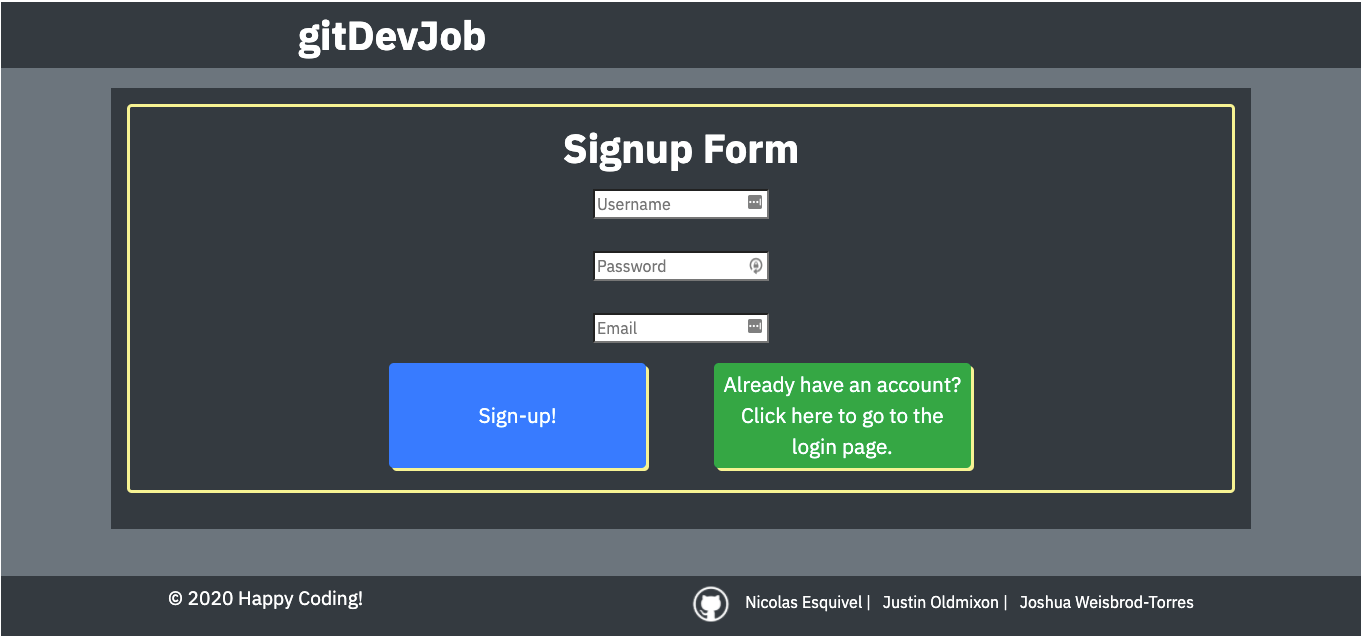 gitDevJob
Signup Form
Username
Password
Email
Sign-up!
Already have an account?
Click here to go to the
login page.
© 2020 Happy Coding!
Nicolas Esquivel | Justin Oldmixon | Joshua Weisbrod-Torres